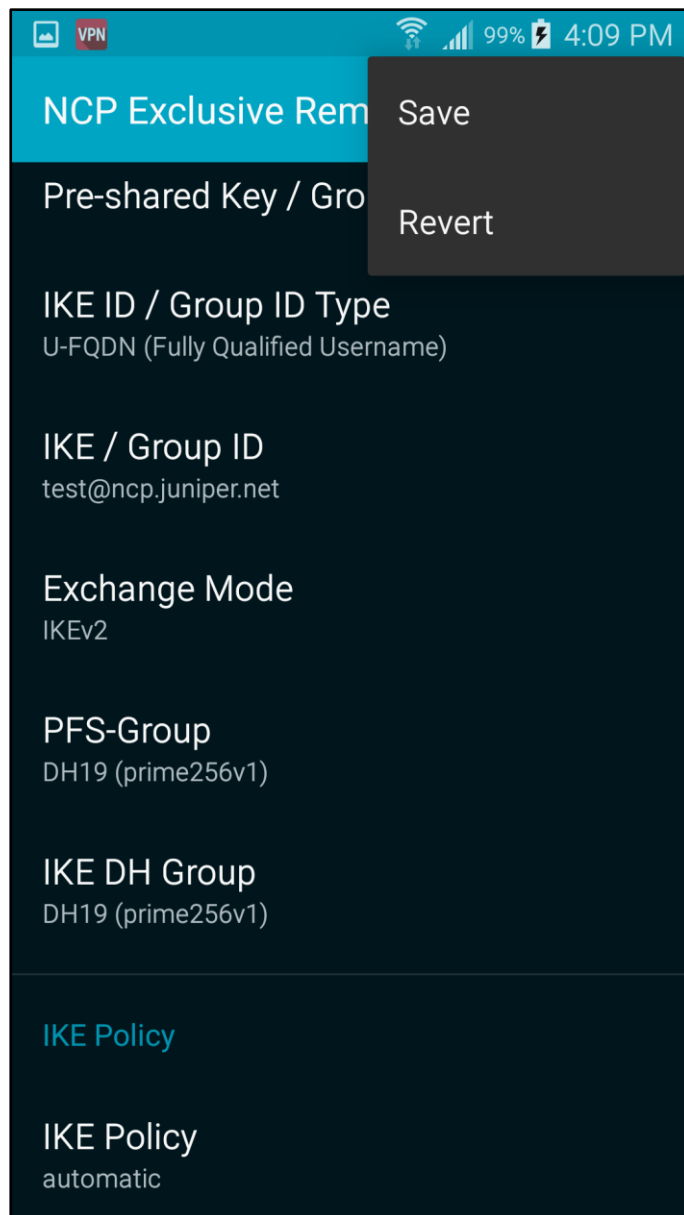 VPN
99%
4:09 PM
NCP Exclusive Rem
Save
Revert
Pre-shared Key / Gro
IKE ID / Group ID Type
U-FQDN (Fully Qualified Username)
IKE / Group ID
test@ncp.juniper.net
Exchange Mode
IKEv2
PFS-Group
DH19 (prime256v1)
IKE DH Group
DH19 (prime256v1)
IKE Policy
IKE Policy
automatic